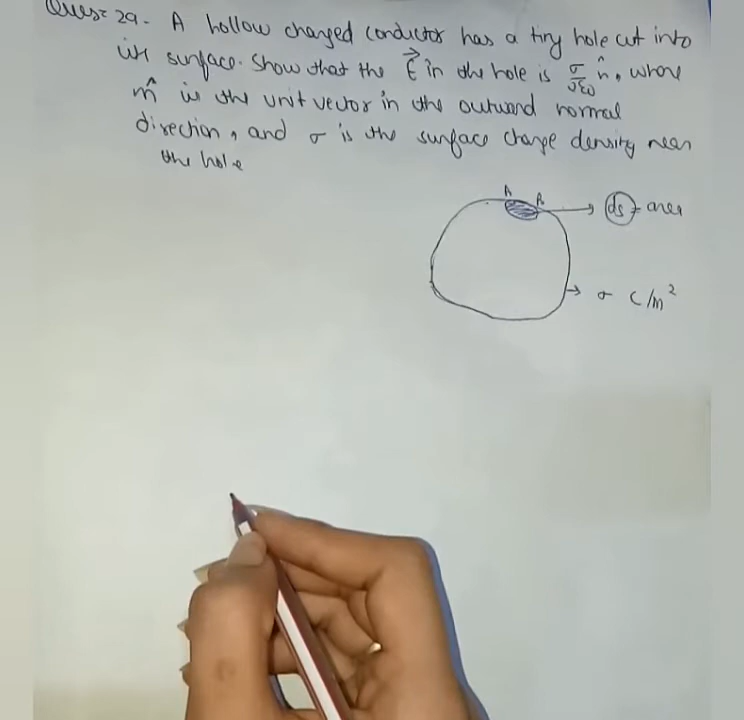 Ques: 29- A hollow charged conductor has a tiny hole cut into
its surface. Show that the E⃗ in the hole is σ/2ε₀ n̂, where
n̂ is the unit vector in the outward normal
direction, and σ is the surface charge density near
the hole
A B → ds = area
→ σ C/m²